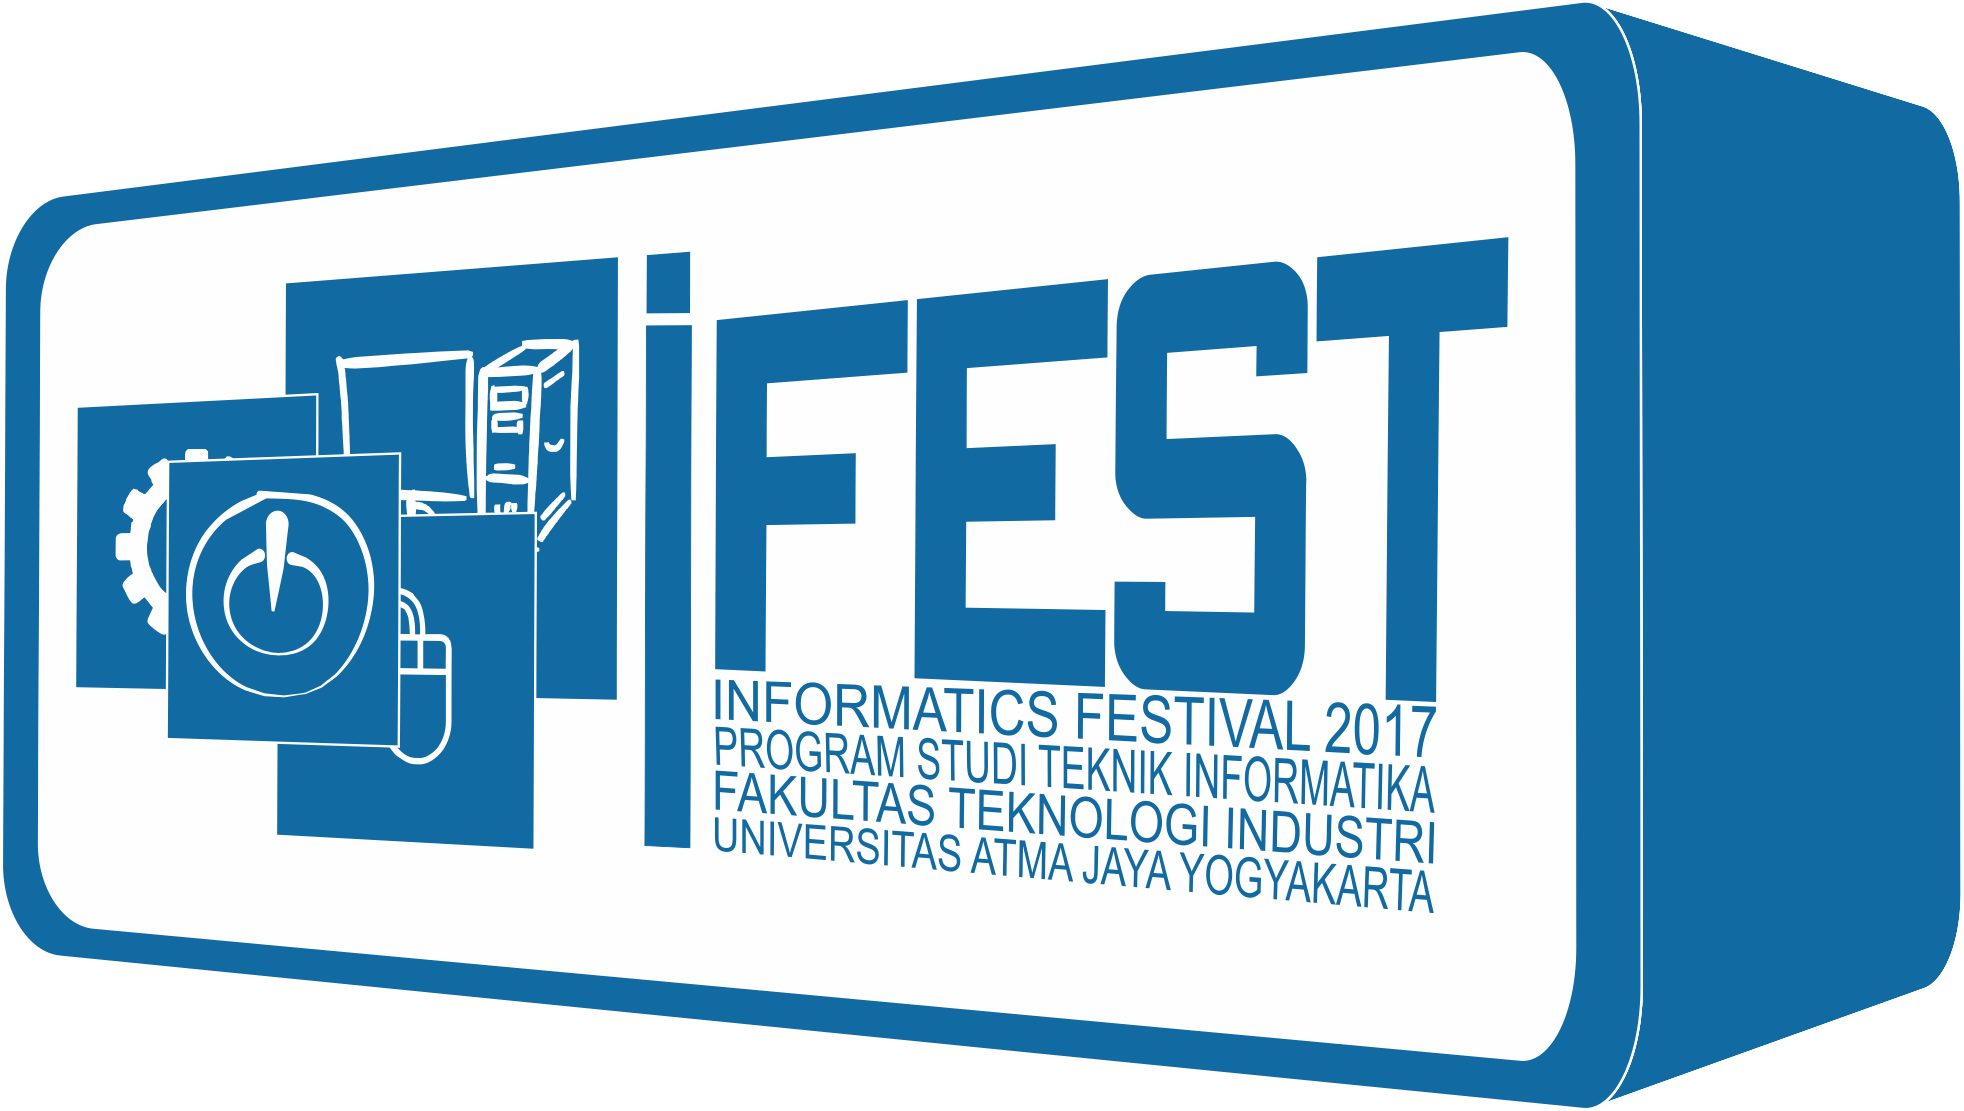 iFEST
INFORMATICS FESTIVAL 2017
PROGRAM STUDI TEKNIK INFORMATIKA
FAKULTAS TEKNOLOGI INDUSTRI
UNIVERSITAS ATMA JAYA YOGYAKARTA